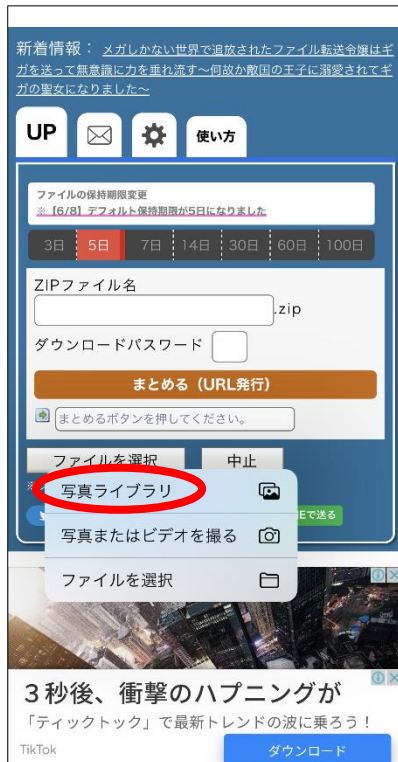 新着情報： メガしかない世界で追放されたファイル転送令嬢はギ
ガを送って無意識に力を垂れ流す～何故か敵国の王子に溺愛されてギ
ガの聖女になりました～
UP
使い方
ファイルの保持期限変更
※【6/8】デフォルト保持期限が5日になりました
3日 5日 7日 14日 30日 60日 100日
ZIPファイル名
.zip
ダウンロードパスワード
まとめる（URL発行）
まとめるボタンを押してください。
ファイルを選択 中止
写真ライブラリ
Eで送る
写真またはビデオを撮る
ファイルを選択
３秒後、衝撃のハプニングが
「ティックトック」で最新トレンドの波に乗ろう！
TikTok
ダウンロード